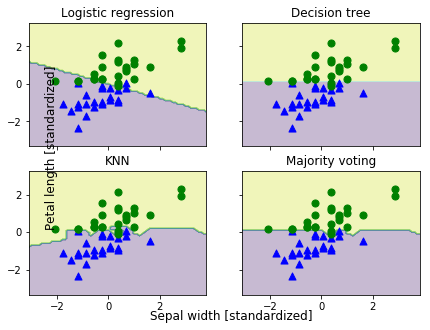 Logistic regression
Decision tree
2
0
−2
KNN
Majority voting
2
0
−2
−2
0
2
−2
0
2
Petal length [standardized]
Sepal width [standardized]